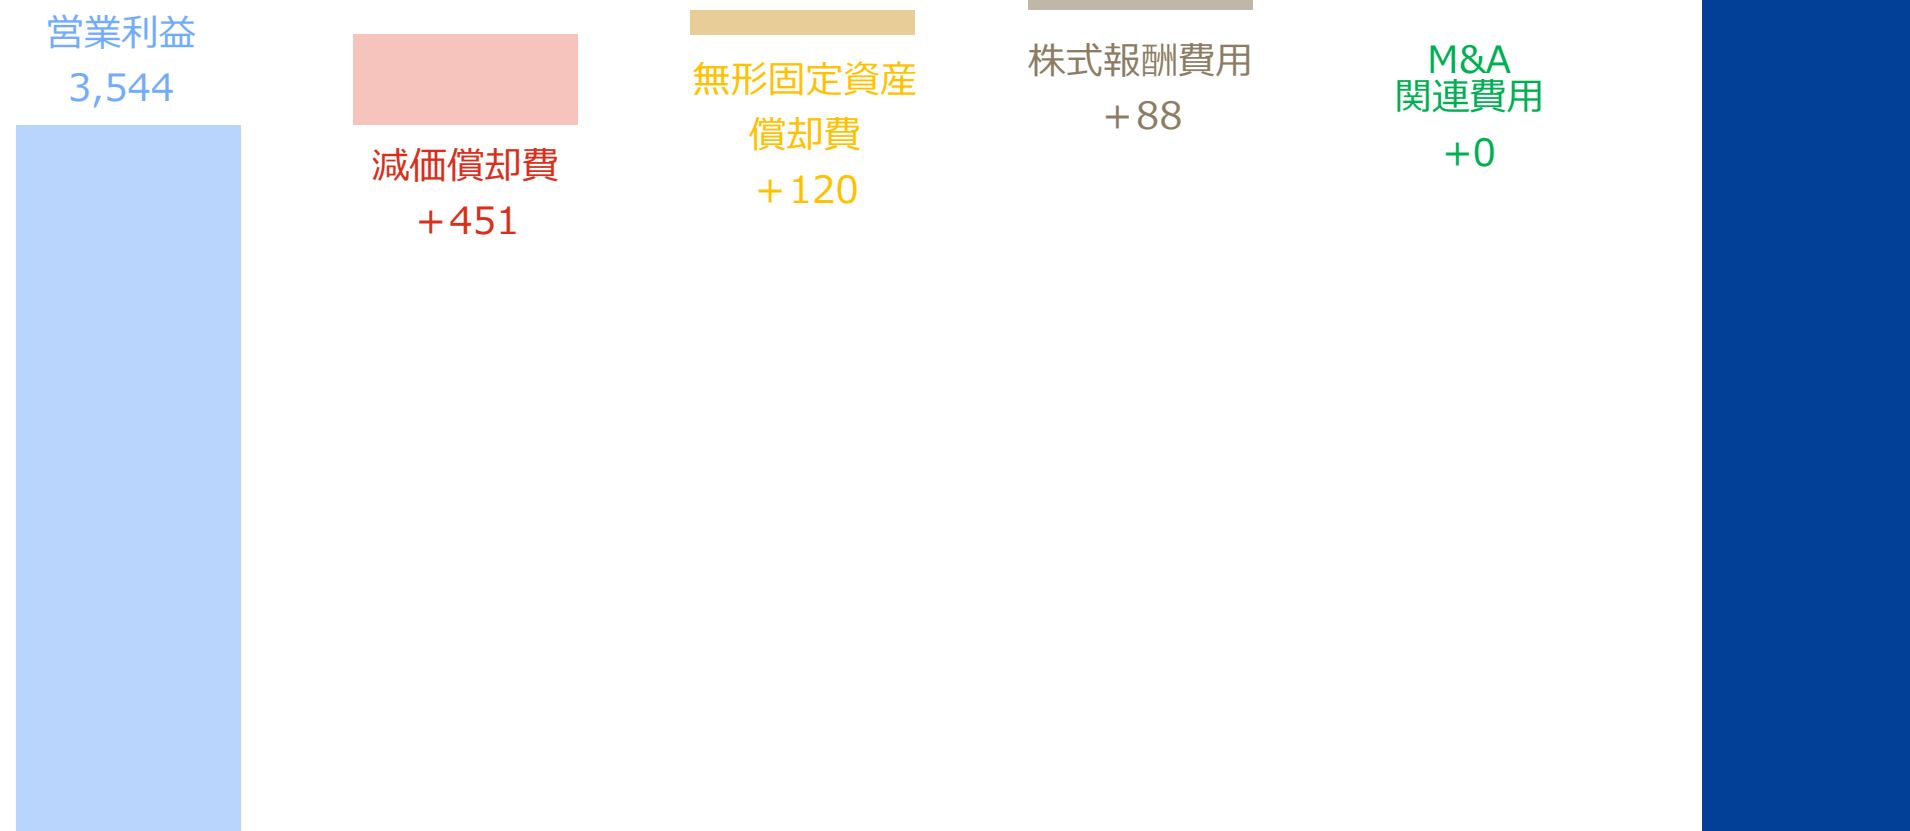 営業利益
3,544
減価償却費
＋451
無形固定資産
償却費
＋120
株式報酬費用
＋88
M&A
関連費用
＋0